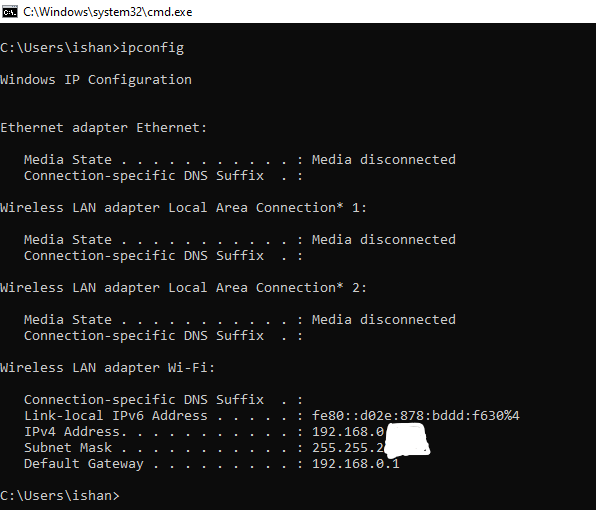 C:\Windows\system32\cmd.exe
C:\Users\ishan>ipconfig
Windows IP Configuration
Ethernet adapter Ethernet:
Media State . . . . . . . . . . . : Media disconnected
Connection-specific DNS Suffix . :
Wireless LAN adapter Local Area Connection* 1:
Media State . . . . . . . . . . . : Media disconnected
Connection-specific DNS Suffix . :
Wireless LAN adapter Local Area Connection* 2:
Media State . . . . . . . . . . . : Media disconnected
Connection-specific DNS Suffix . :
Wireless LAN adapter Wi-Fi:
Connection-specific DNS Suffix . :
Link-local IPv6 Address . . . . . : fe80::d02e:878:bddd:f630%4
IPv4 Address. . . . . . . . . . . : 192.168.0
Subnet Mask . . . . . . . . . . . : 255.255.2
Default Gateway . . . . . . . . . : 192.168.0.1
C:\Users\ishan>